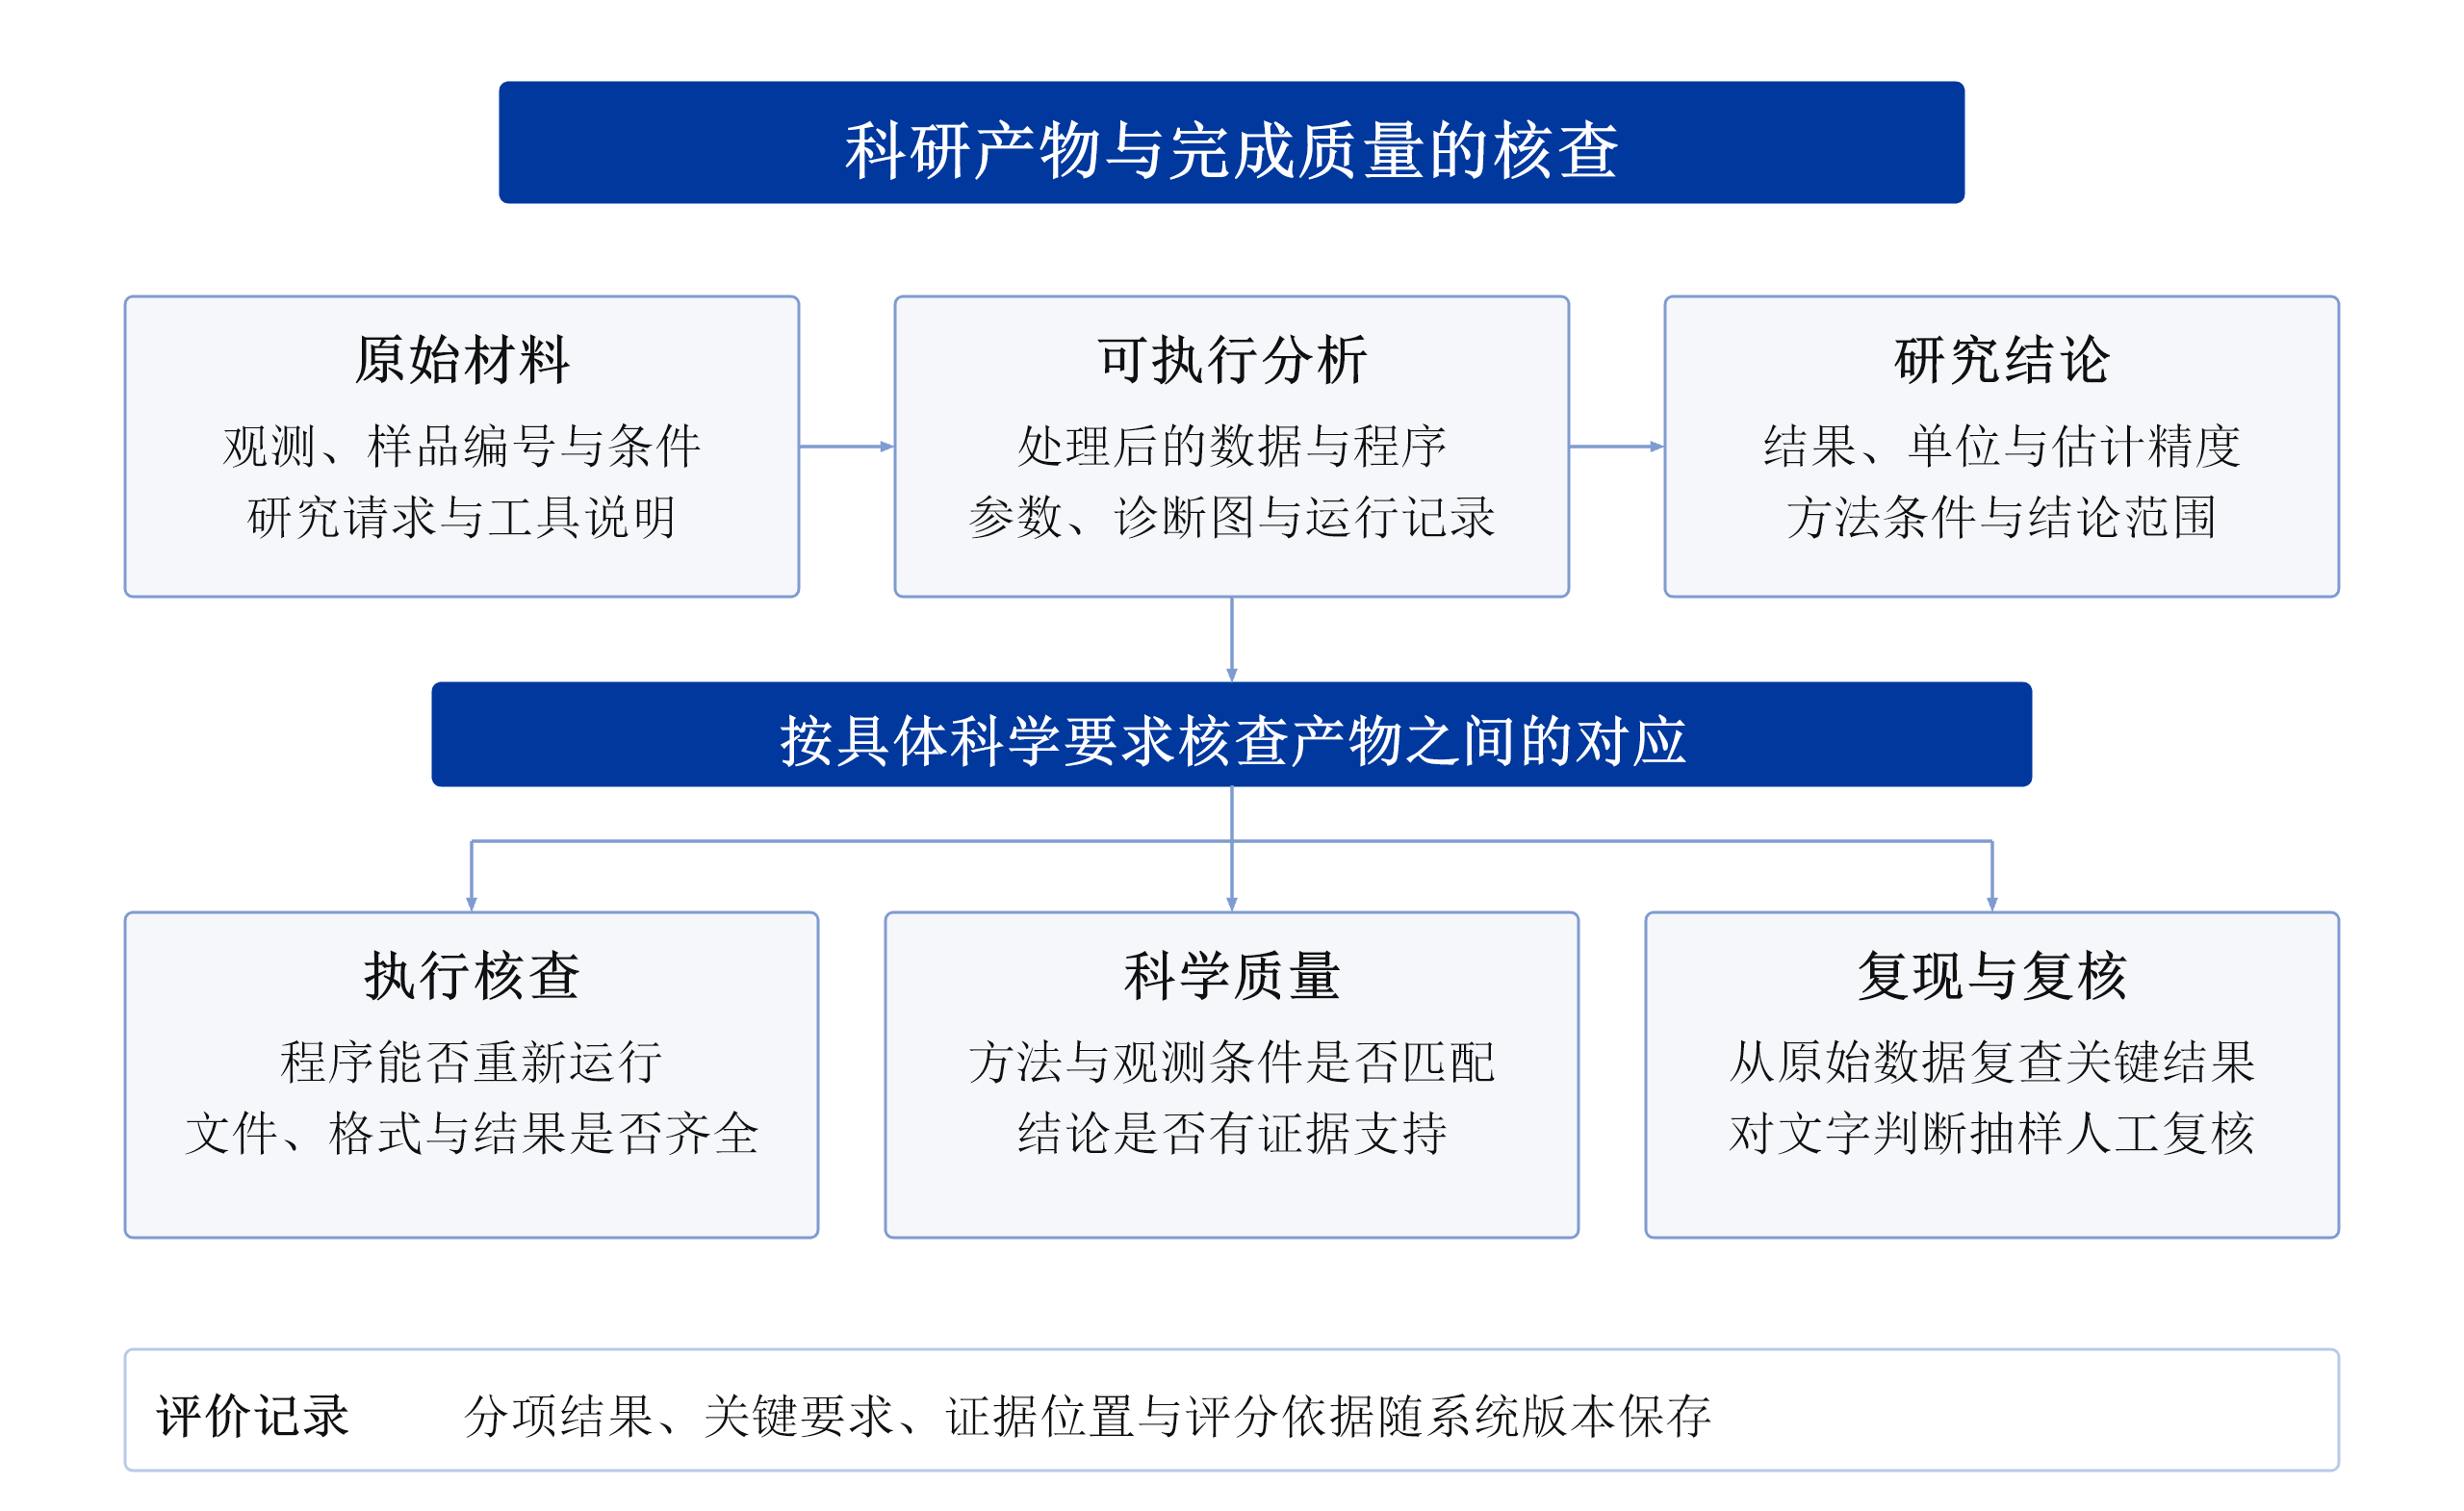 科研产物与完成质量的核查
原始材料
观测、样品编号与条件
研究请求与工具说明
可执行分析
处理后的数据与程序
参数、诊断图与运行记录
研究结论
结果、单位与估计精度
方法条件与结论范围
按具体科学要求核查产物之间的对应
执行核查
程序能否重新运行
文件、格式与结果是否齐全
科学质量
方法与观测条件是否匹配
结论是否有证据支持
复现与复核
从原始数据复查关键结果
对文字判断抽样人工复核
评价记录 分项结果、关键要求、证据位置与评分依据随系统版本保存